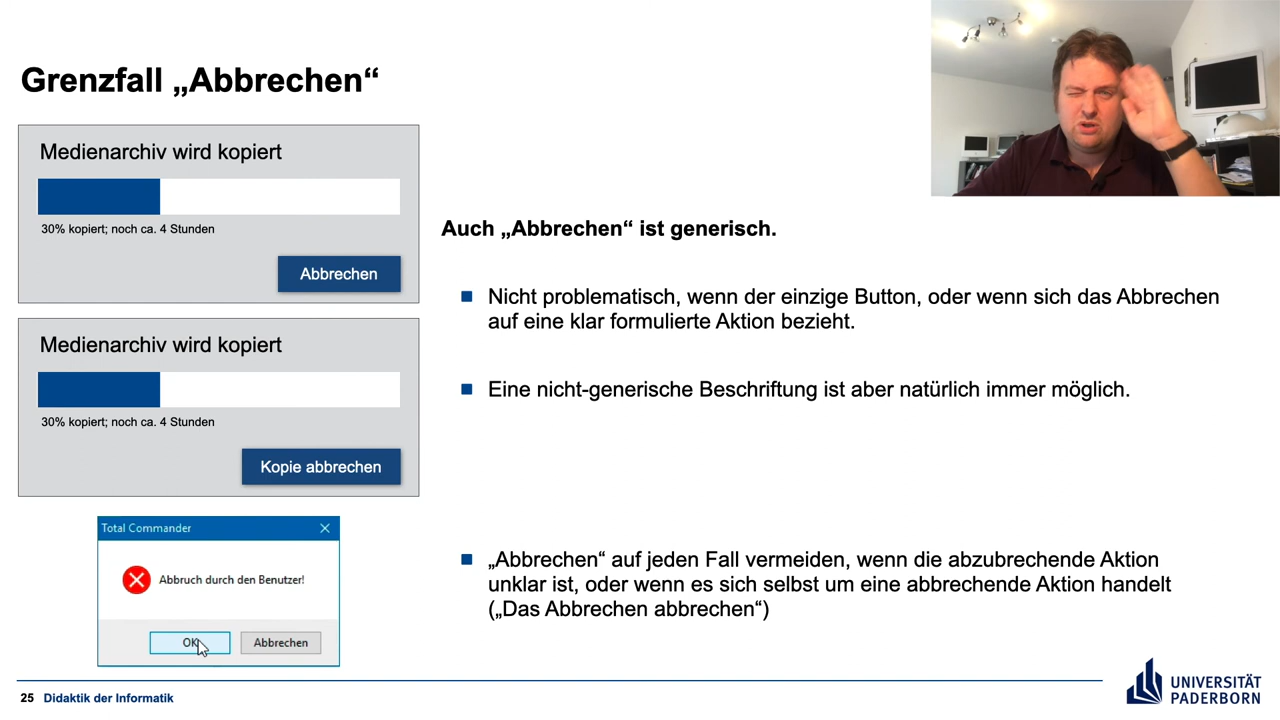 Grenzfall „Abbrechen“
Medienarchiv wird kopiert
30% kopiert; noch ca. 4 Stunden
Abbrechen
Medienarchiv wird kopiert
30% kopiert; noch ca. 4 Stunden
Kopie abbrechen
Total Commander
Abbruch durch den Benutzer!
OK
Abbrechen
Auch „Abbrechen“ ist generisch.
Nicht problematisch, wenn der einzige Button, oder wenn sich das Abbrechen
auf eine klar formulierte Aktion bezieht.
Eine nicht-generische Beschriftung ist aber natürlich immer möglich.
„Abbrechen“ auf jeden Fall vermeiden, wenn die abzubrechende Aktion
unklar ist, oder wenn es sich selbst um eine abbrechende Aktion handelt
(„Das Abbrechen abbrechen“)
25 Didaktik der Informatik
UNIVERSITÄT
PADERBORN